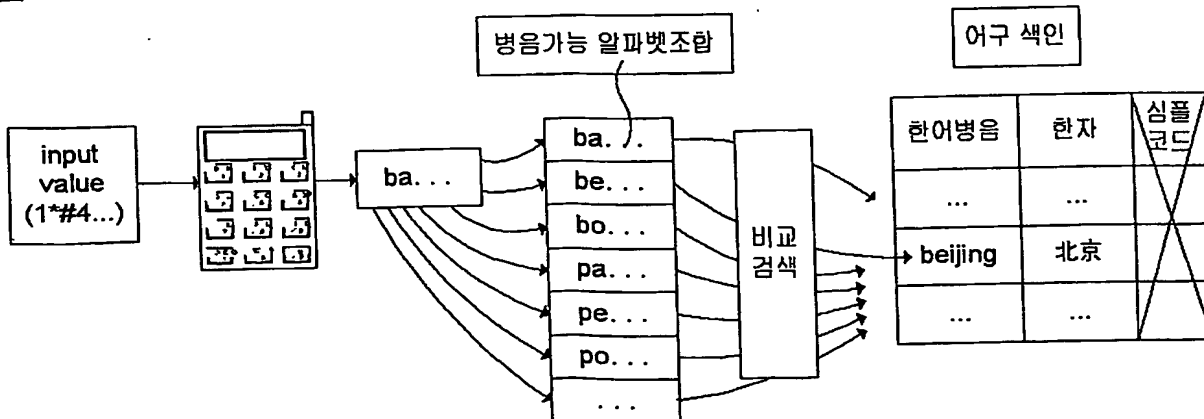 병음가능 알파벳조합
어구 색인
input
value
(1*#4...)
ba...
ba...
be...
bo...
pa...
pe...
po...
...
비교
검색
한어병음 한자 심플
코드
... ...
beijing 北京
... ...